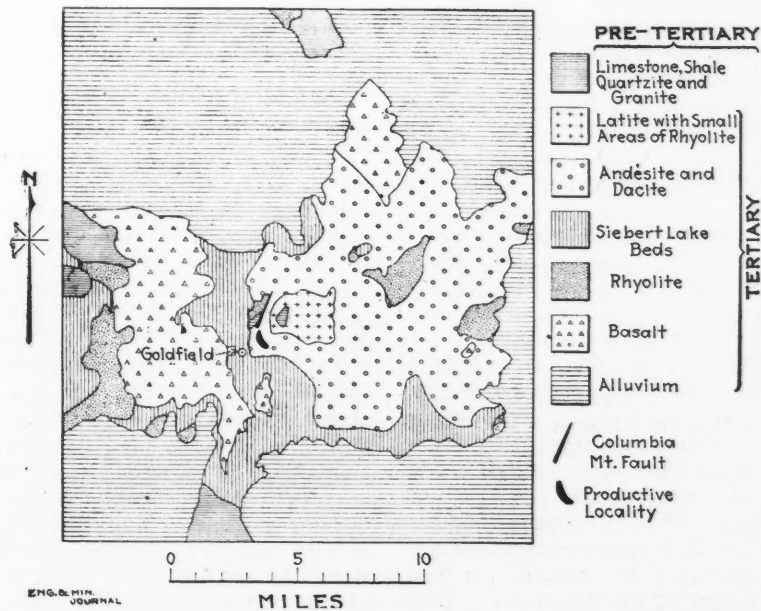 PRE-TERTIARY
Limestone, Shale
Quartzite and
Granite
Latite with Small
Areas of Rhyolite
Andésite and
Dacite
Siebert Lake
Beds
Rhyolite
Basalt
Alluvium
TERTIARY
Columbia
Mt. Fault
Productive
Locality
N
Goldfield
0 5 10
MILES
ENG. & MIN.
JOURNAL